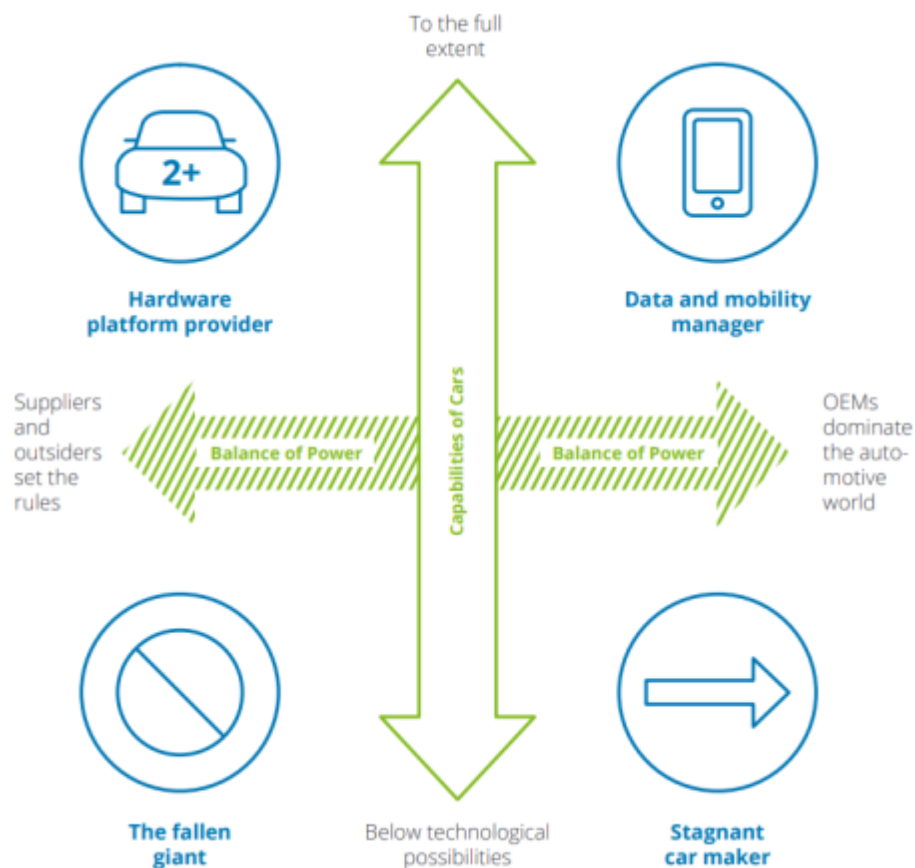 To the full
extent
2+
Hardware
platform provider
Data and mobility
manager
Suppliers
and
outsiders
set the
rules
Balance of Power
Capabilities of Cars
Balance of Power
OEMs
dominate
the auto-
motive
world
The fallen
giant
Below technological
possibilities
Stagnant
car maker